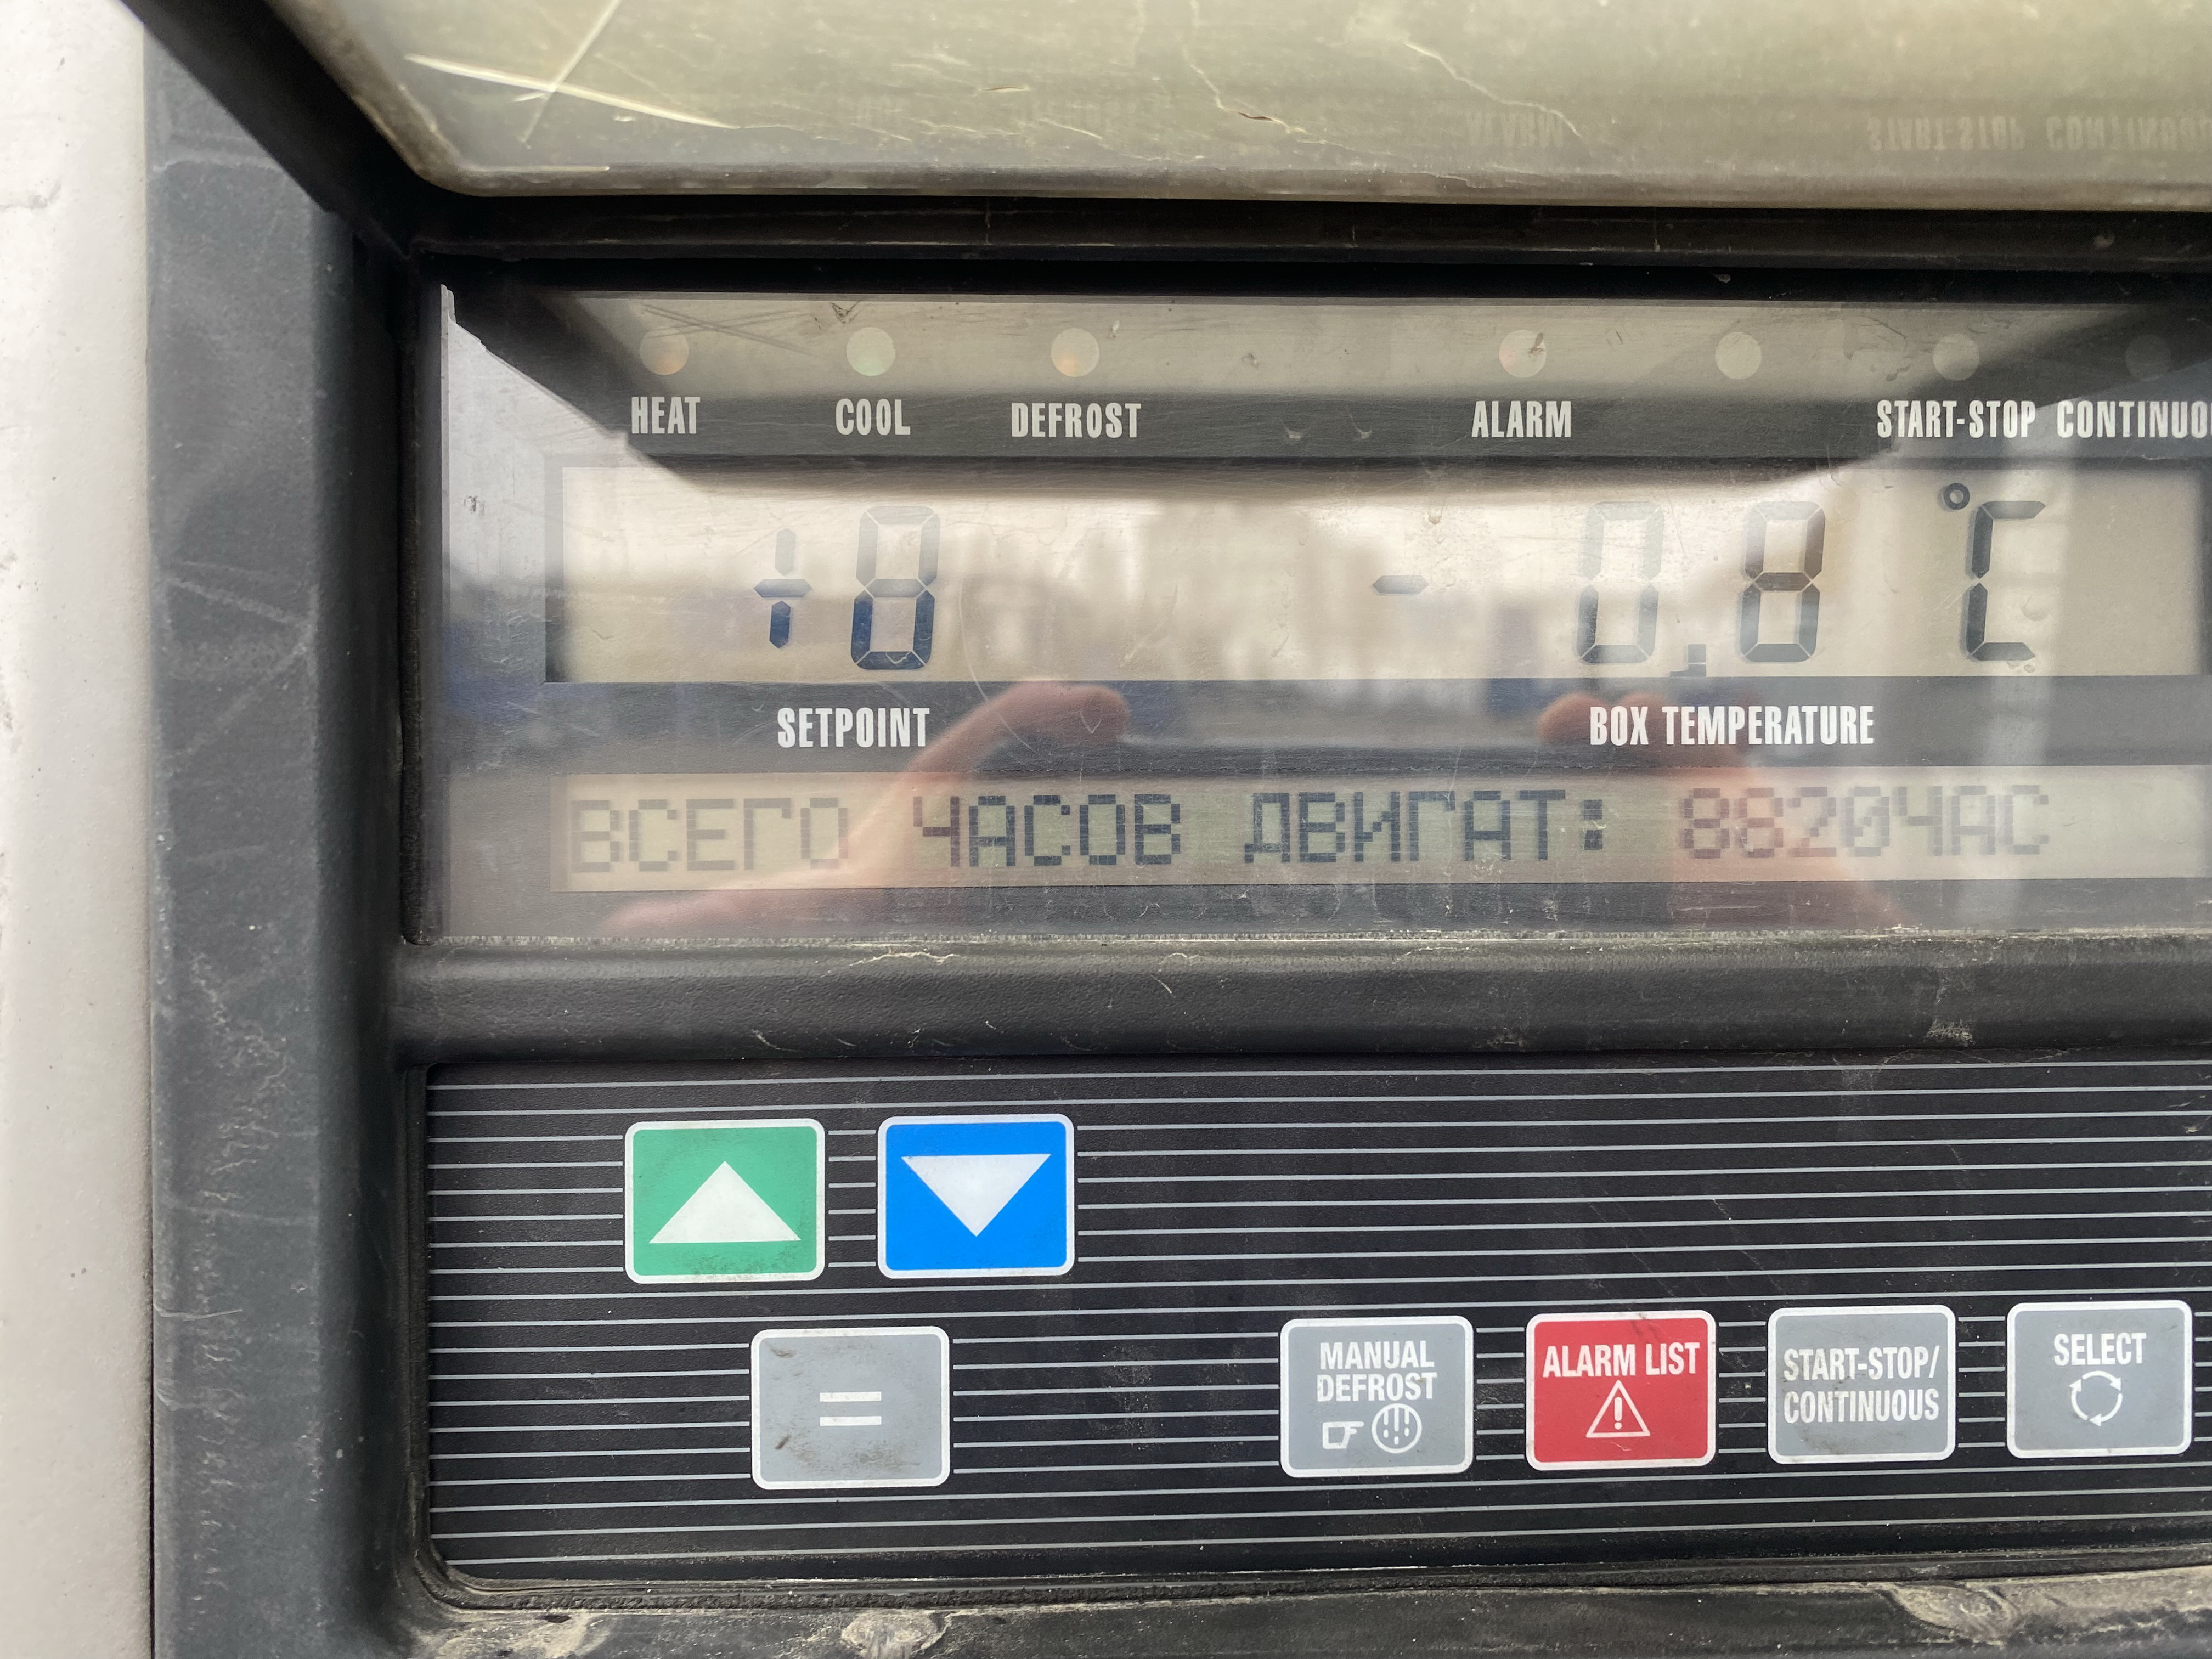 HEAT COOL DEFROST ALARM START-STOP CONTINUO
+8 -0.8 °C
SETPOINT BOX TEMPERATURE
ВСЕГО ЧАСОВ ДВИГАТ: 8820ЧАС
=
MANUAL DEFROST
ALARM LIST
!
START-STOP/
CONTINUOUS
SELECT